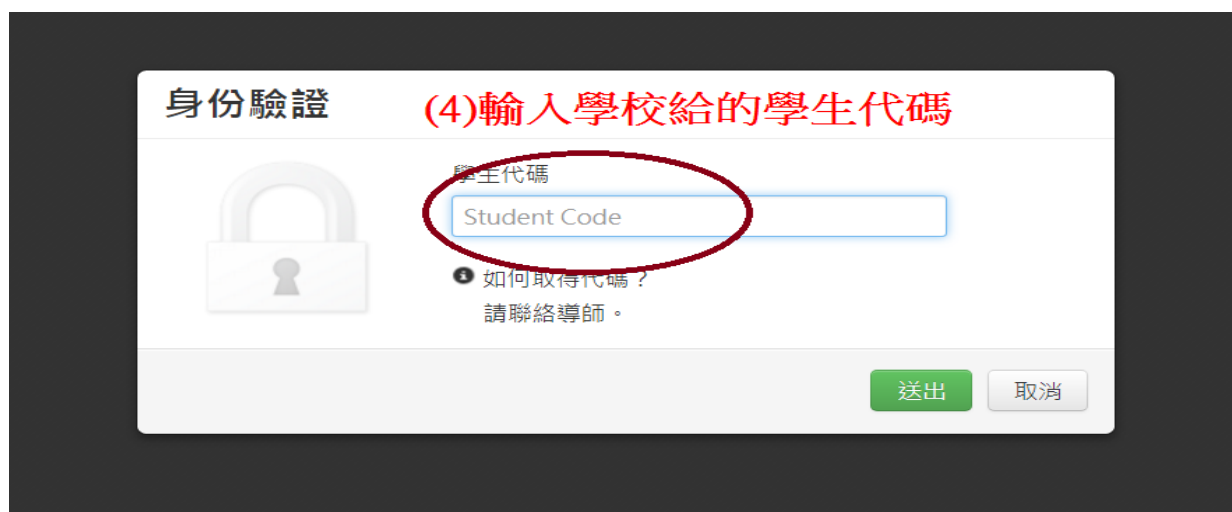 身份驗證
(4)輸入學校給的學生代碼
學生代碼
Student Code
如何取得代碼？
請聯絡導師。
送出
取消